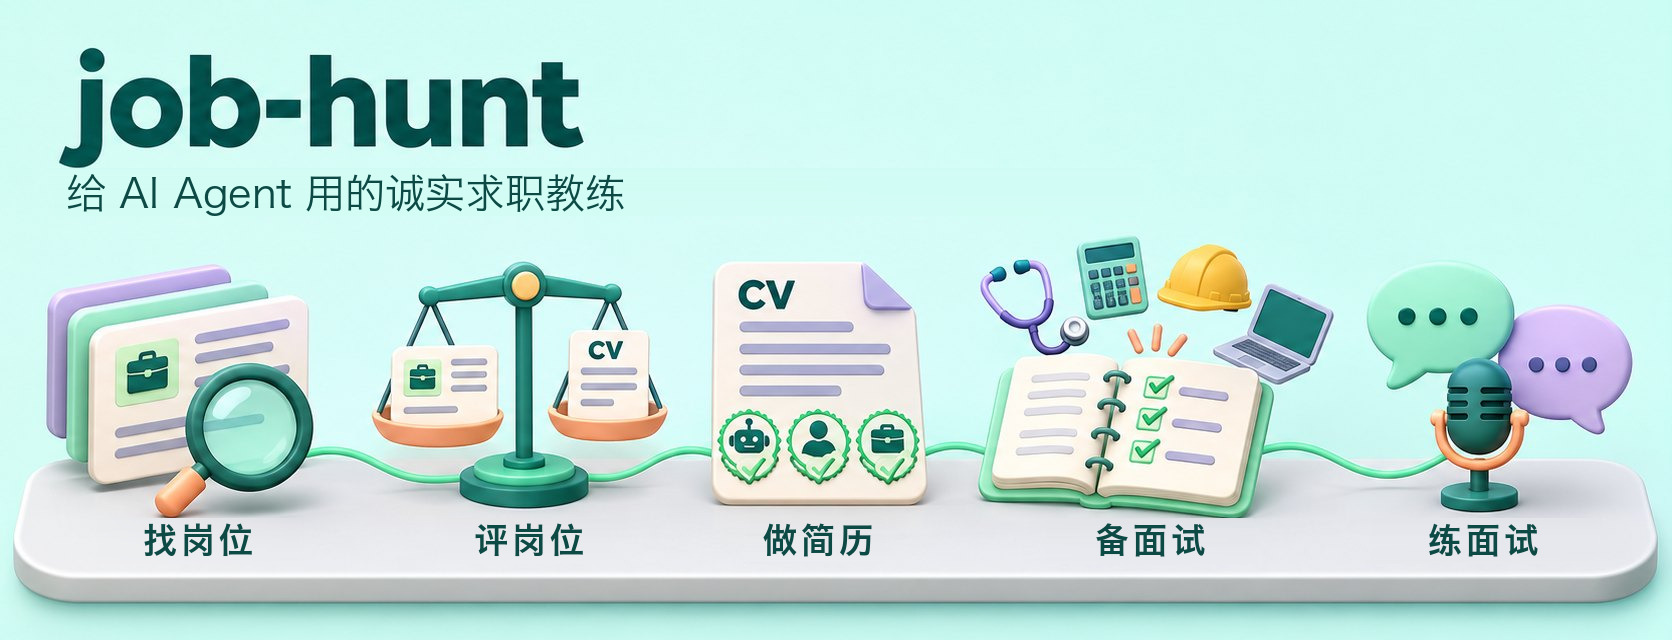 job-hunt
给 AI Agent 用的诚实求职教练
CV
CV
找岗位
评岗位
做简历
备面试
练面试